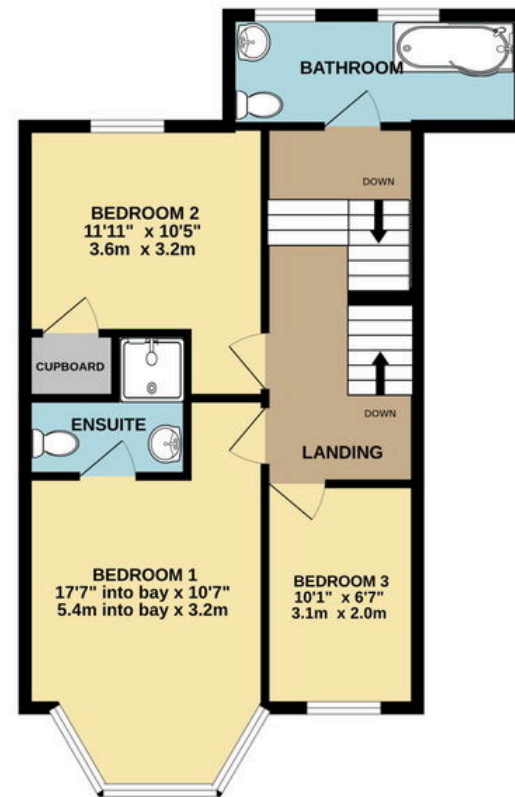 BATHROOM
DOWN
BEDROOM 2
11'11" x 10'5"
3.6m x 3.2m
CUPBOARD
ENSUITE
DOWN
LANDING
BEDROOM 1
17'7" into bay x 10'7"
5.4m into bay x 3.2m
BEDROOM 3
10'1" x 6'7"
3.1m x 2.0m